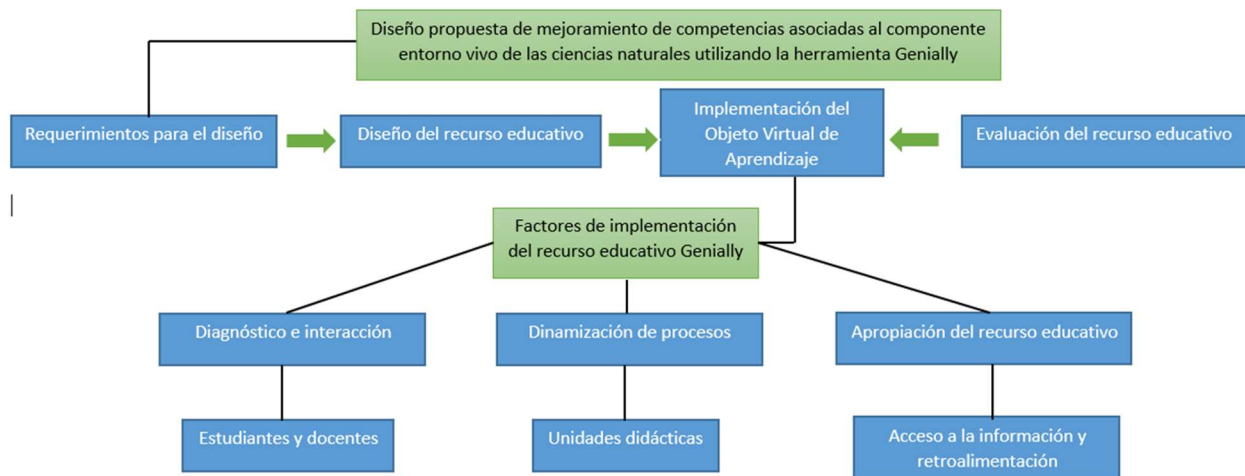 Diseño propuesta de mejoramiento de competencias asociadas al componente
entorno vivo de las ciencias naturales utilizando la herramienta Genially
Requerimientos para el diseño
Diseño del recurso educativo
Implementación del
Objeto Virtual de
Aprendizaje
Evaluación del recurso educativo
Factores de implementación
del recurso educativo Genially
Diagnóstico e interacción
Dinamización de procesos
Apropiación del recurso educativo
Estudiantes y docentes
Unidades didácticas
Acceso a la información y
retroalimentación